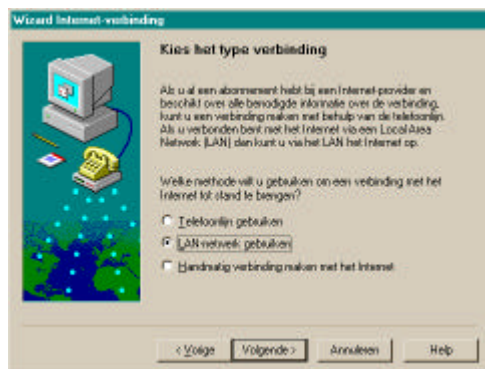 Wizard Internet-verbinding
Kies het type verbinding
Als u al een abonnement hebt bij een Internet-provider en
beschikt over alle benodigde informatie over de verbinding,
kunt u een verbinding maken met behulp van de telefoonlijn.
Als u verbonden bent met het Internet via een Local Area
Network (LAN) dan kunt u via het LAN het Internet op.
Welke methode wilt u gebruiken om een verbinding met het
Internet tot stand te brengen?
Telefoonlijn gebruiken
LAN-netwerk gebruiken
Handmatig verbinding maken met het Internet
< Vorige
Volgende >
Annuleren
Help